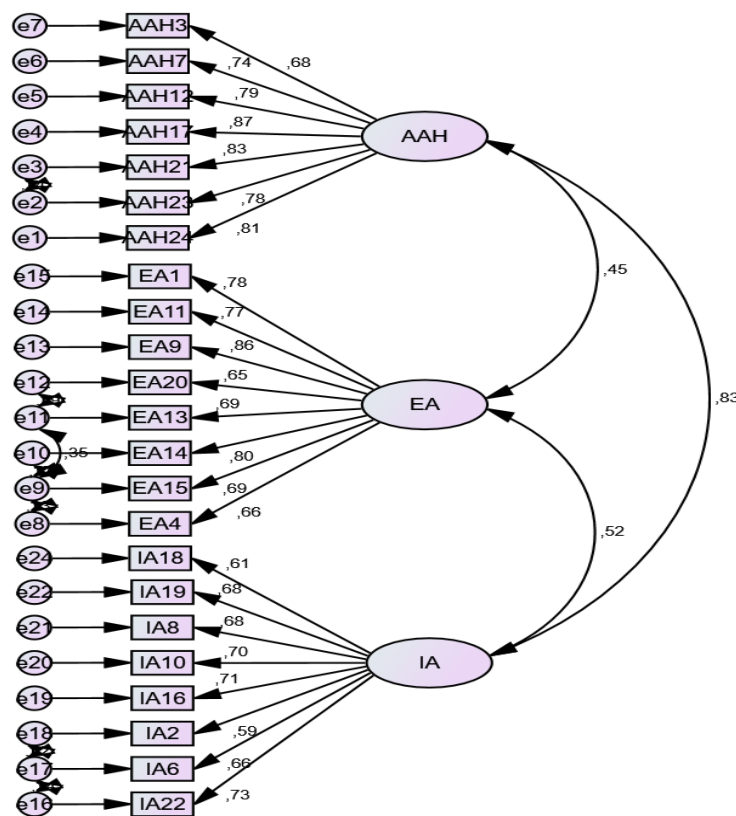 e7 AAH3
e6 AAH7 ,74 ,68
e5 AAH12 ,79
e4 AAH17 ,87 AAH
e3 AAH21 ,83
e2 AAH23 ,78
e1 AAH24 ,81
e15 EA1 ,78 ,45
e14 EA11 ,77
e13 EA9 ,86
e12 EA20 ,65
e11 EA13 ,69 EA ,83
e10 ,35 EA14 ,80
e9 EA15 ,69
e8 EA4 ,66 ,52
e24 IA18 ,61
e22 IA19 ,68
e21 IA8 ,68
e20 IA10 ,70 IA
e19 IA16 ,71
e18 IA2 ,59
e17 IA6 ,66
e16 IA22 ,73